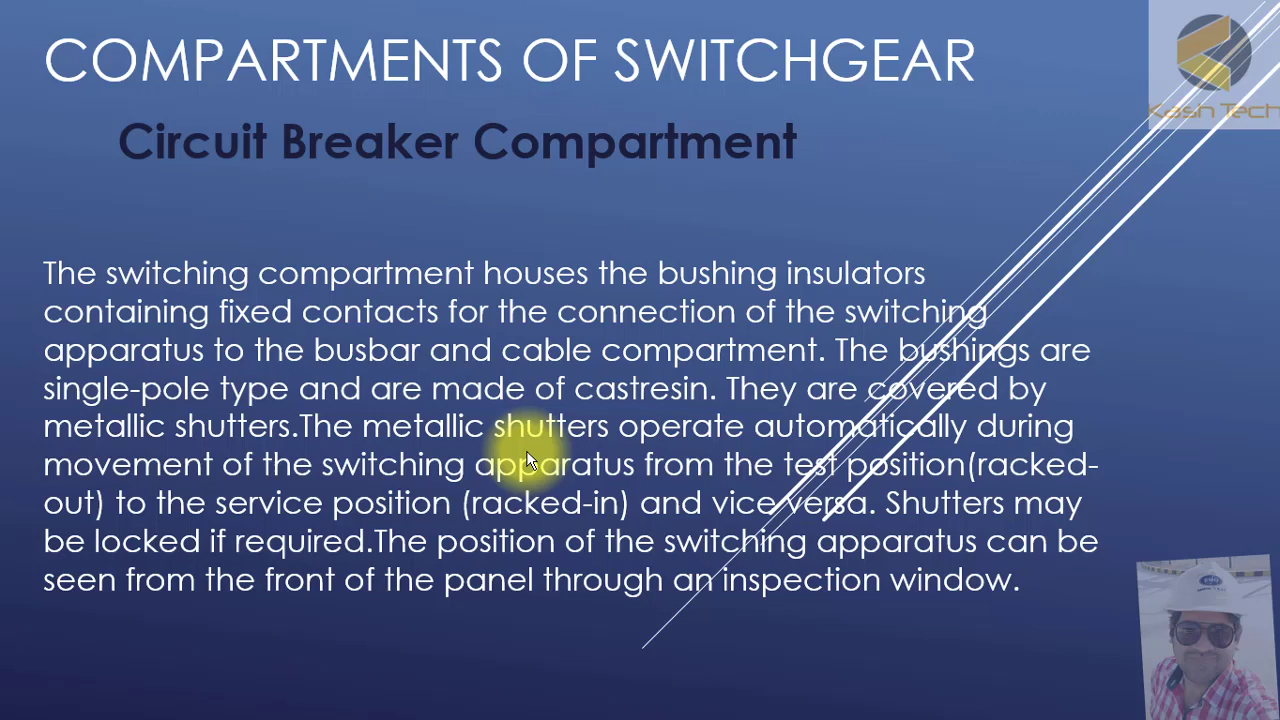 COMPARTMENTS OF SWITCHGEAR
Kash Tech
Circuit Breaker Compartment
The switching compartment houses the bushing insulators
containing fixed contacts for the connection of the switching
apparatus to the busbar and cable compartment. The bushings are
single-pole type and are made of castresin. They are covered by
metallic shutters.The metallic shutters operate automatically during
movement of the switching apparatus from the test position(racked-
out) to the service position (racked-in) and vice versa. Shutters may
be locked if required.The position of the switching apparatus can be
seen from the front of the panel through an inspection window.